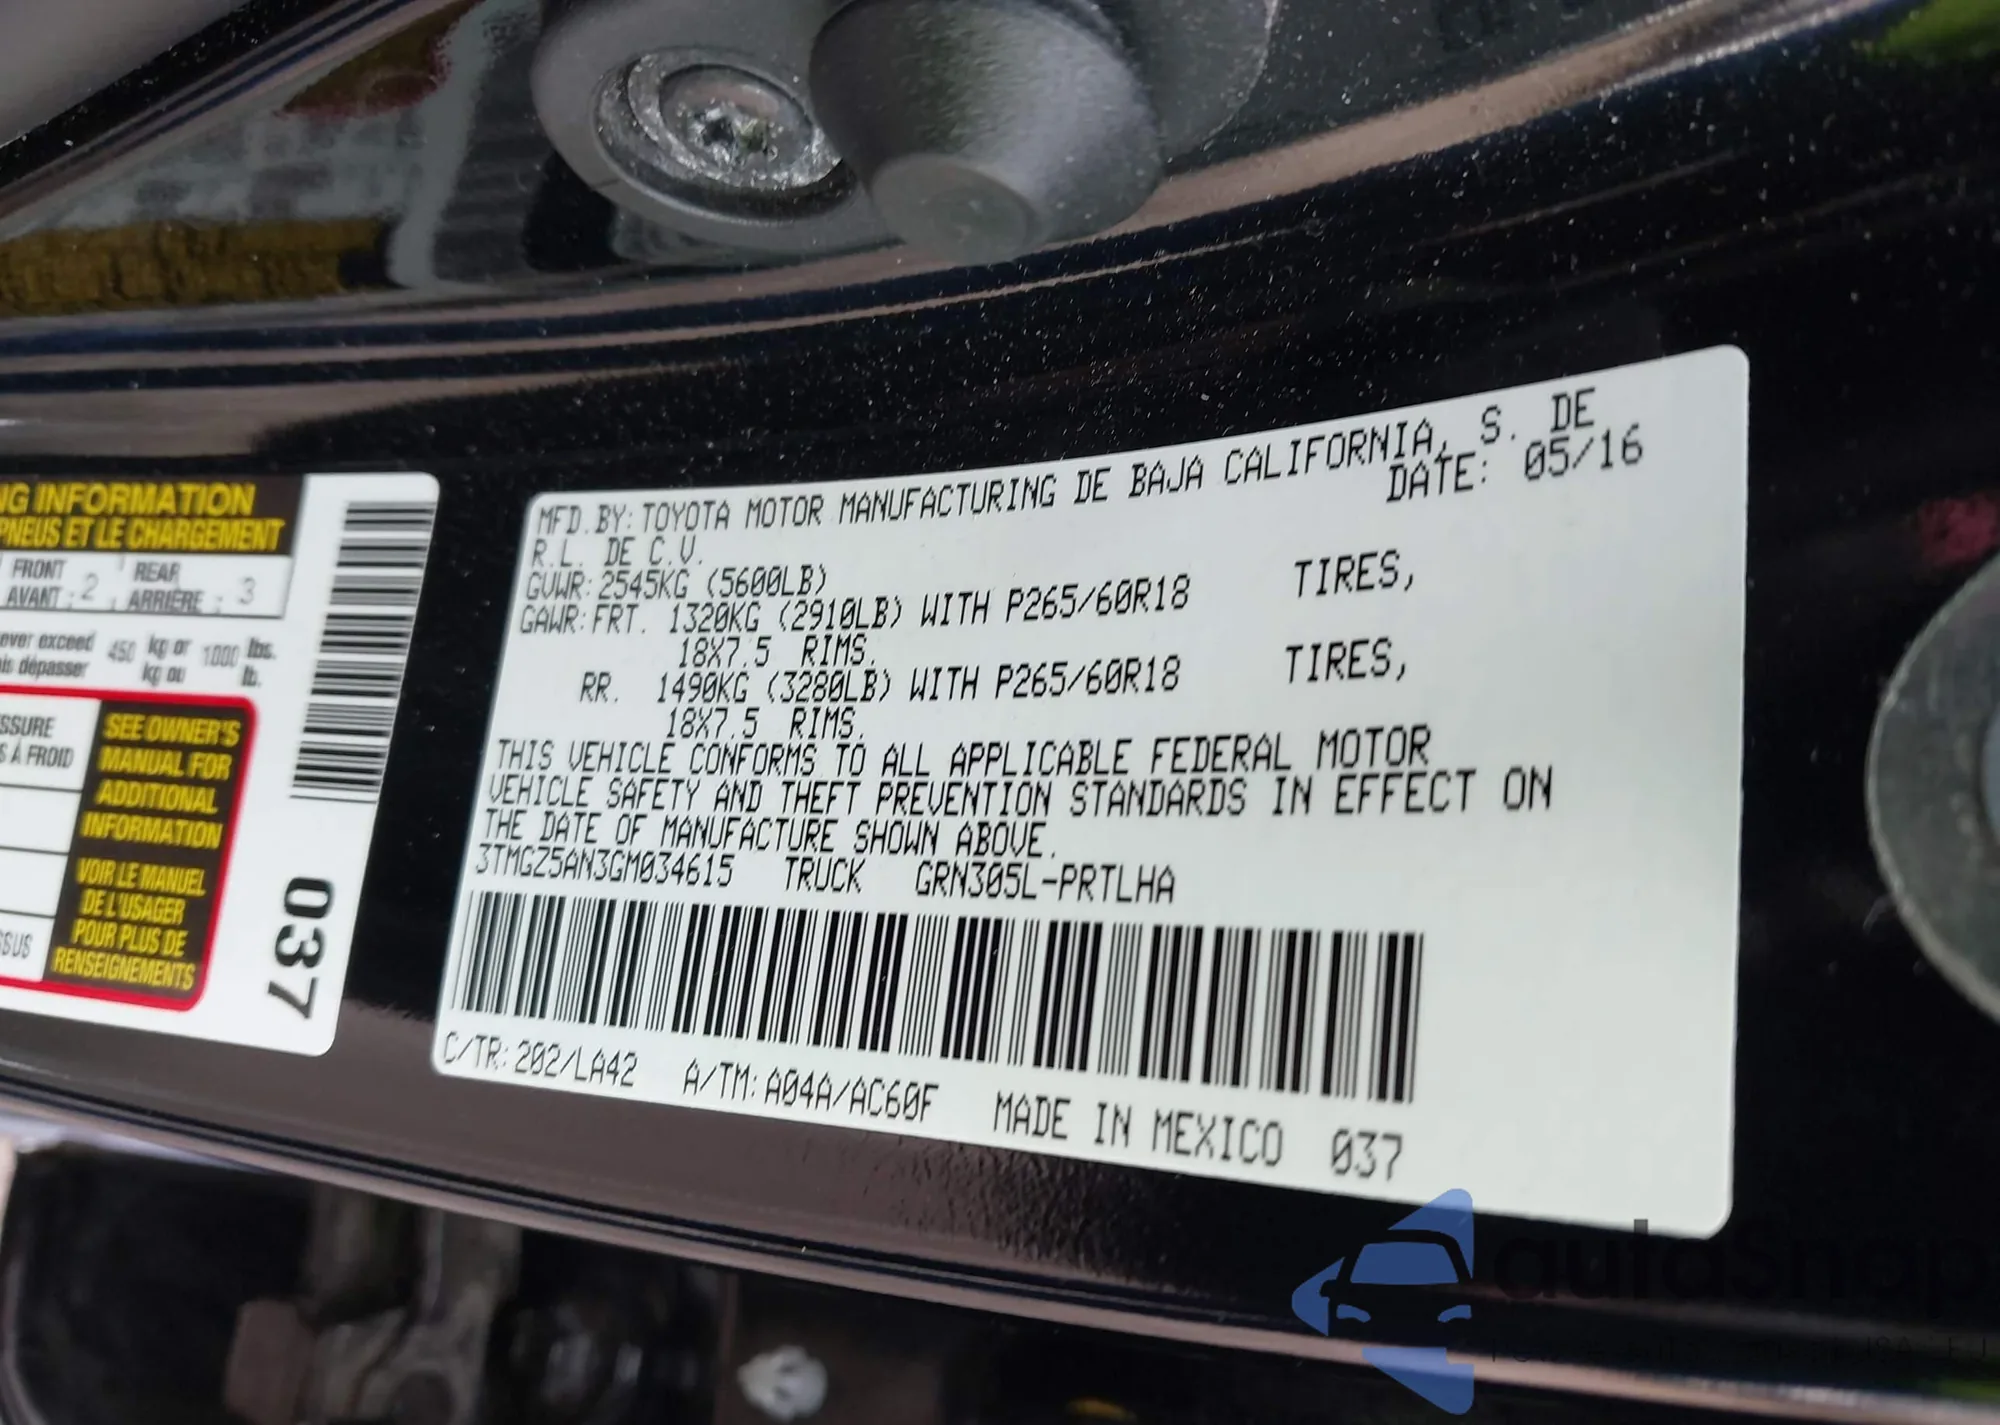 NG INFORMATION
PNEUS ET LE CHARGEMENT
FRONT 2 REAR 3
AVANT : ARRIÈRE :
ever exceed 450 kg or 1000 lbs.
is dépasser kg ou lb.
SSURE
S À FROID
SEE OWNER'S
MANUAL FOR
ADDITIONAL
INFORMATION
VOIR LE MANUEL
DE L'USAGER
POUR PLUS DE
RENSEIGNEMENTS
SUS
037
MFD.BY:TOYOTA MOTOR MANUFACTURING DE BAJA CALIFORNIA, S. DE
R.L. DE C.V. DATE: 05/16
GVWR:2545KG (5600LB)
GAWR:FRT. 1320KG (2910LB) WITH P265/60R18 TIRES,
18X7.5 RIMS.
RR. 1490KG (3280LB) WITH P265/60R18 TIRES,
18X7.5 RIMS.
THIS VEHICLE CONFORMS TO ALL APPLICABLE FEDERAL MOTOR
VEHICLE SAFETY AND THEFT PREVENTION STANDARDS IN EFFECT ON
THE DATE OF MANUFACTURE SHOWN ABOVE.
3TMGZ5AN3GM034615 TRUCK GRN305L-PRTLHA
C/TR:202/LA42 A/TM:A04A/AC60F MADE IN MEXICO 037